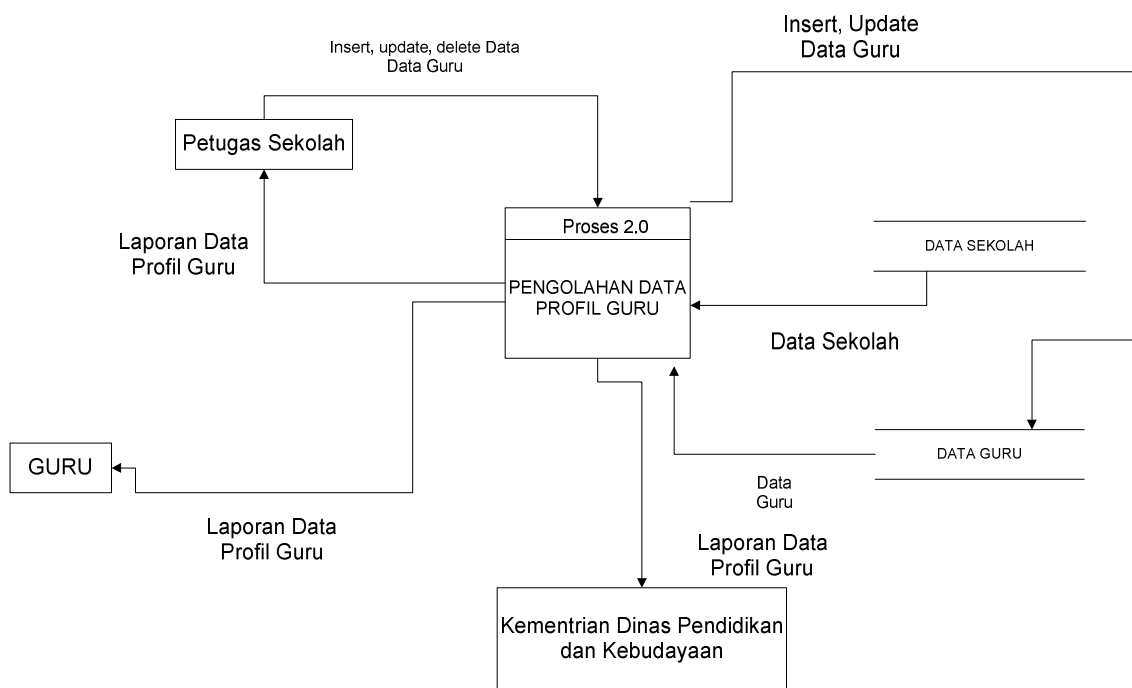 Insert, Update
Data Guru
Insert, update, delete Data
Data Guru
Petugas Sekolah
Proses 2.0
PENGOLAHAN DATA
PROFIL GURU
Laporan Data
Profil Guru
DATA SEKOLAH
Data Sekolah
DATA GURU
Data
Guru
GURU
Laporan Data
Profil Guru
Laporan Data
Profil Guru
Kementrian Dinas Pendidikan
dan Kebudayaan